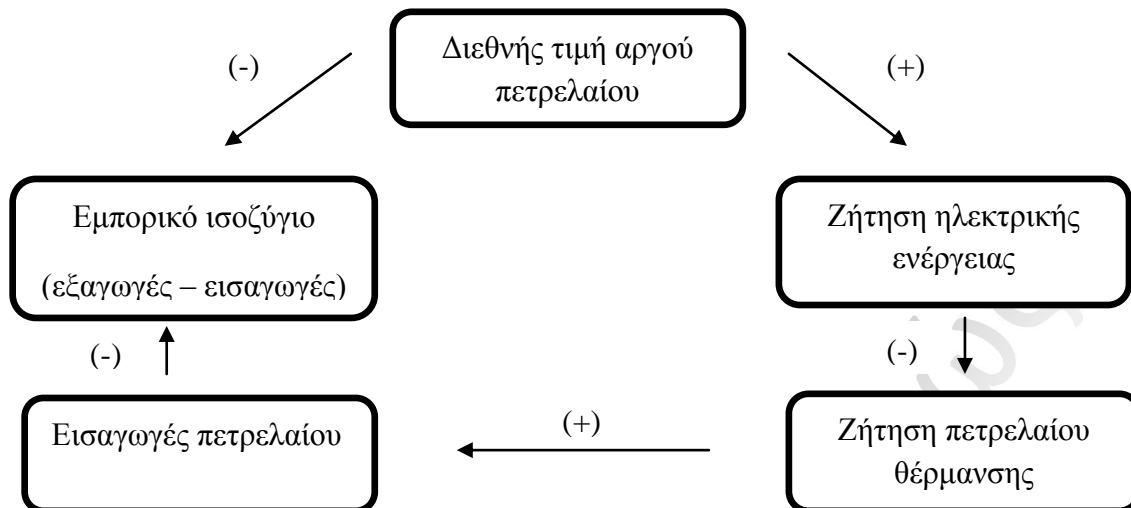 Διεθνής τιμή αργού
πετρελαίου
(-)
(+)
Εμπορικό ισοζύγιο
(εξαγωγές – εισαγωγές)
Ζήτηση ηλεκτρικής
ενέργειας
(-)
(-)
Εισαγωγές πετρελαίου
(+)
Ζήτηση πετρελαίου
θέρμανσης